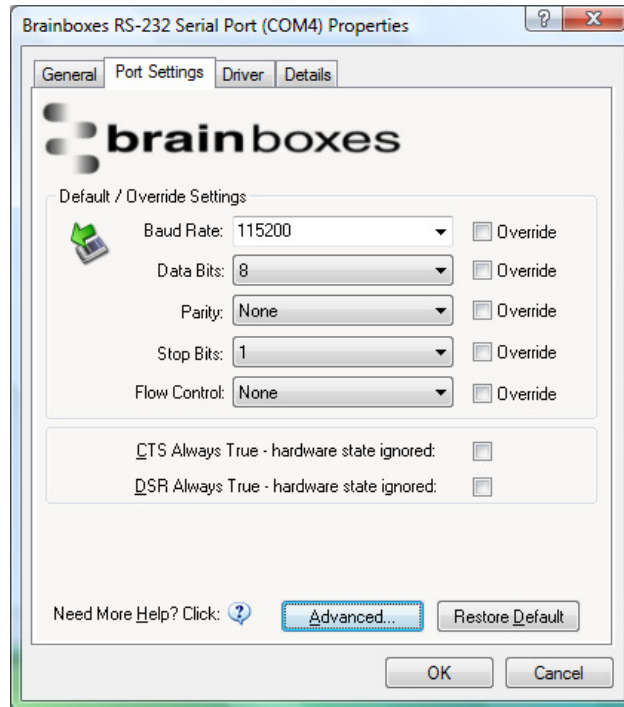 Brainboxes RS-232 Serial Port (COM4) Properties
General Port Settings Driver Details
brainboxes
Default / Override Settings
Baud Rate: 115200 Override
Data Bits: 8 Override
Parity: None Override
Stop Bits: 1 Override
Flow Control: None Override
CTS Always True - hardware state ignored:
DSR Always True - hardware state ignored:
Need More Help? Click: Advanced... Restore Default
OK Cancel